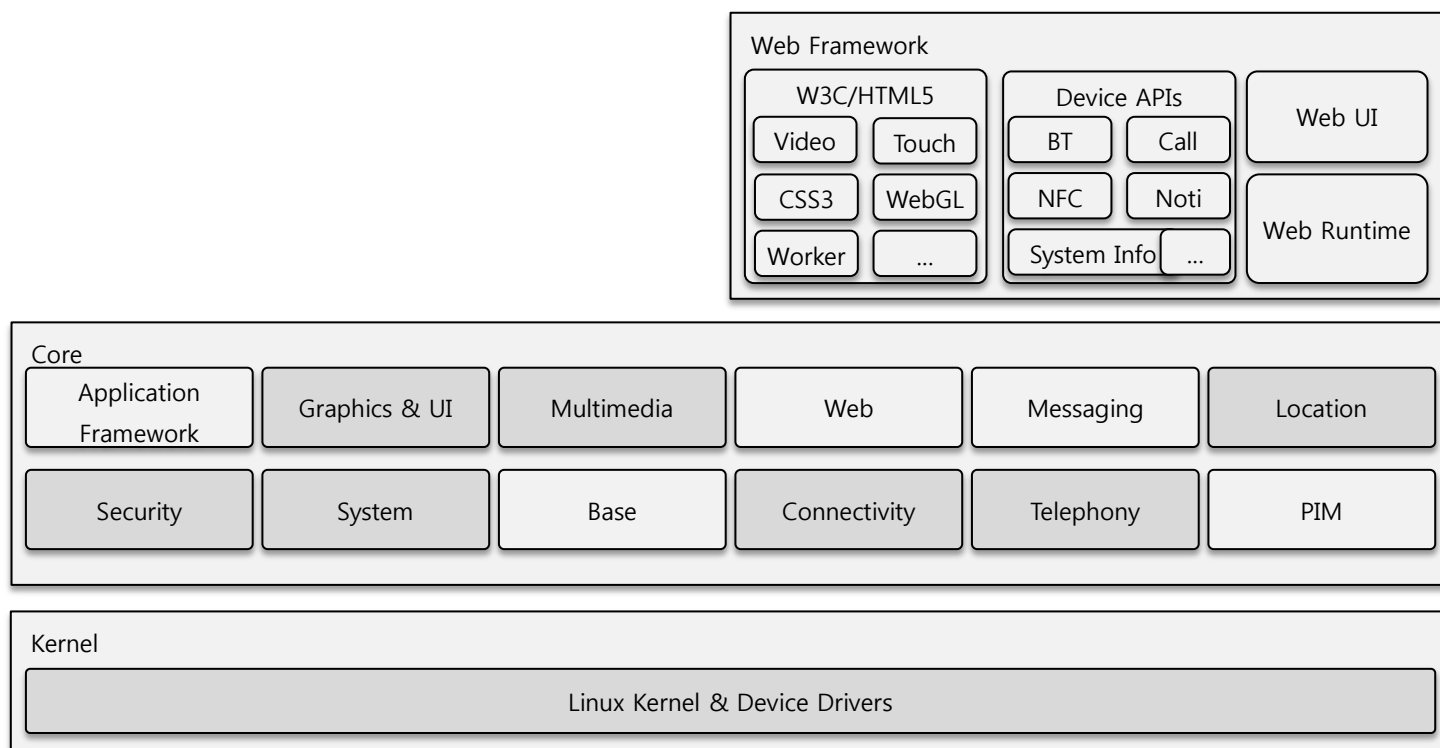 Web Framework
W3C/HTML5
Video
Touch
CSS3
WebGL
Worker
...
Device APIs
BT
Call
NFC
Noti
System Info
...
Web UI
Web Runtime
Core
Application
Framework
Graphics & UI
Multimedia
Web
Messaging
Location
Security
System
Base
Connectivity
Telephony
PIM
Kernel
Linux Kernel & Device Drivers